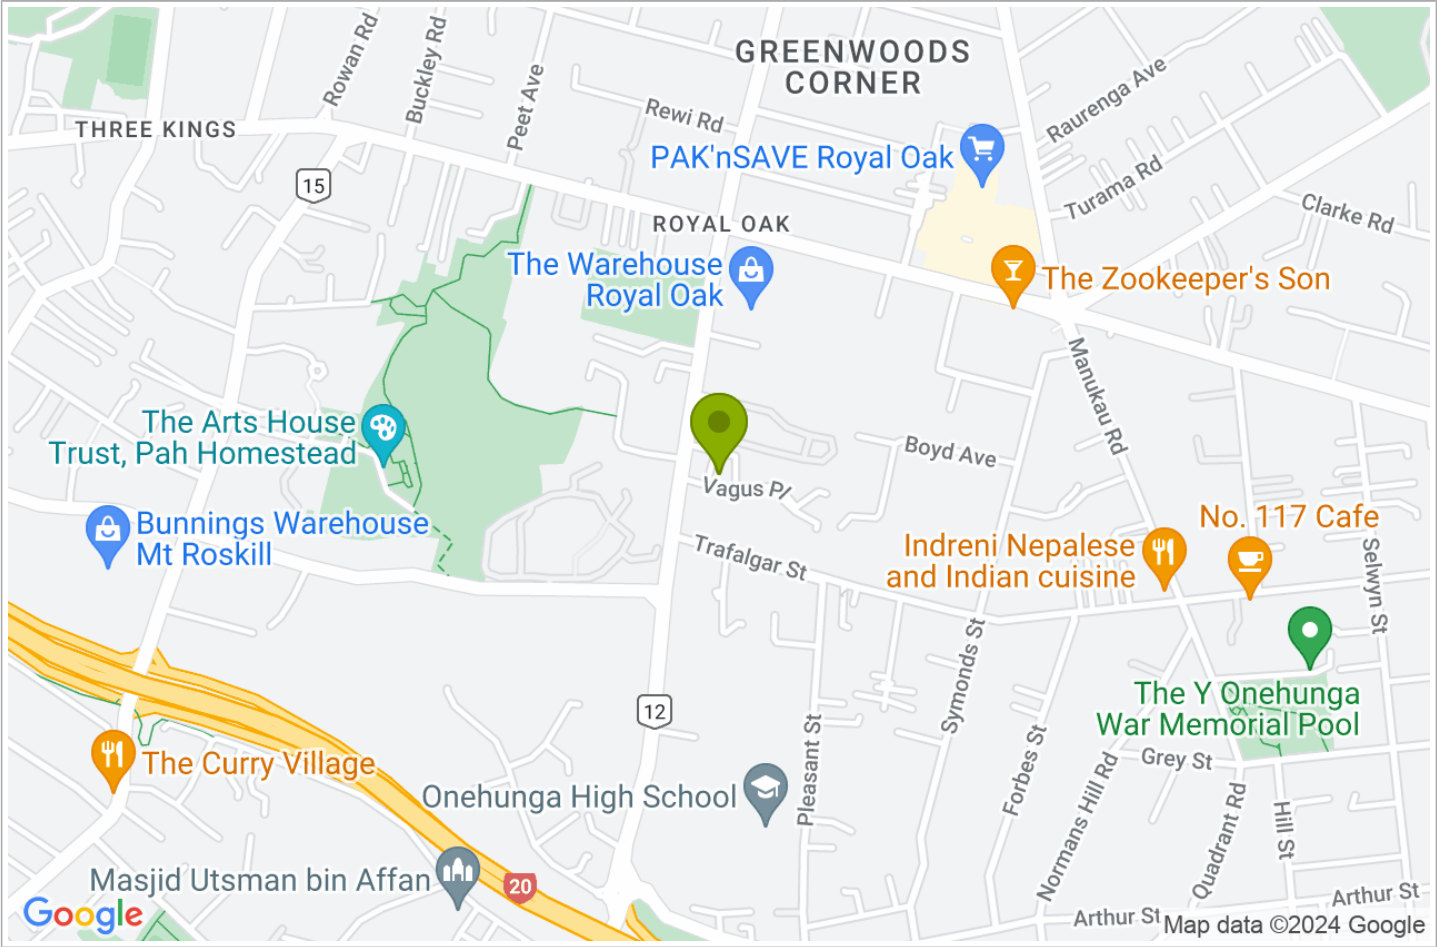 GREENWOODS
CORNER
Rowan Rd
Buckley Rd
Peet Ave
Rewi Rd
Raurenga Ave
THREE KINGS
PAK'nSAVE Royal Oak
15
Turama Rd
Clarke Rd
ROYAL OAK
The Warehouse
Royal Oak
The Zookeeper's Son
Manukau Rd
The Arts House
Trust, Pah Homestead
Boyd Ave
Vagus Pl
Bunnings Warehouse
Mt Roskill
No. 117 Cafe
Trafalgar St
Indreni Nepalese
and Indian cuisine
Selwyn St
Symonds St
The Y Onehunga
War Memorial Pool
12
Pleasant St
Forbes St
Grey St
The Curry Village
Onehunga High School
Normans Hill Rd
Quadrant Rd
Hill St
Masjid Utsman bin Affan
20
Arthur St
Arthur St
Google
Map data ©2024 Google